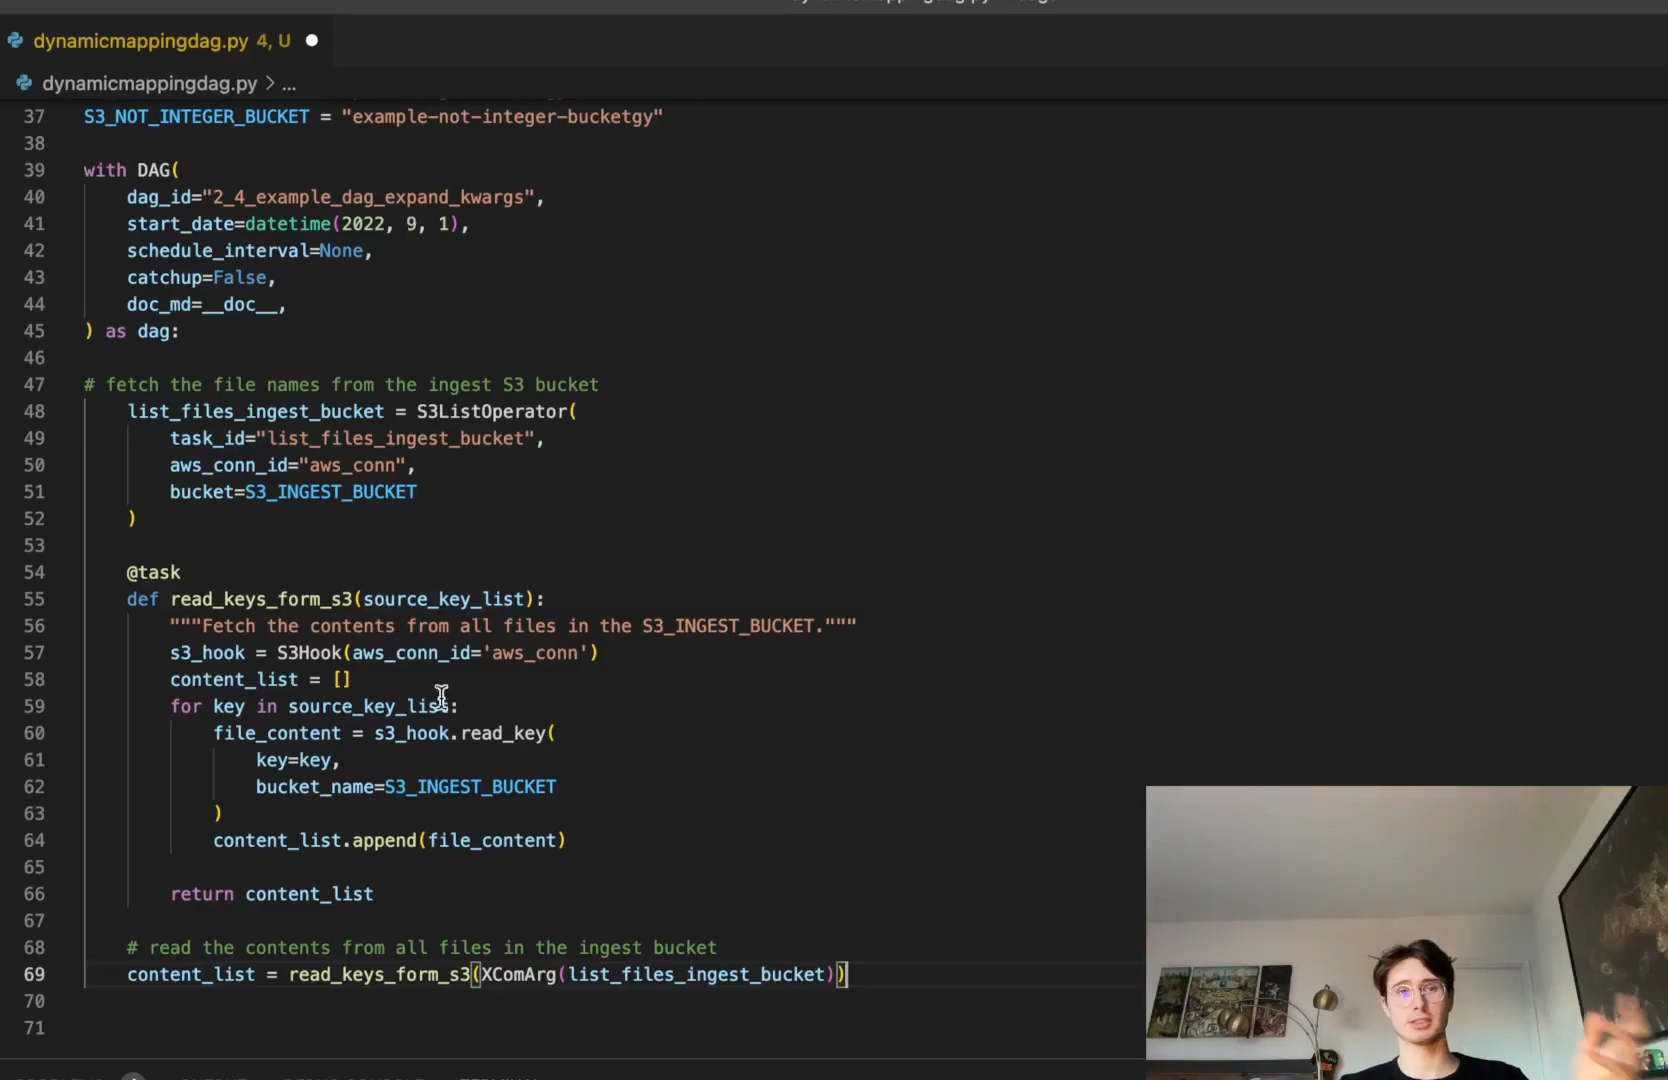 dynamicmappingdag.py 4, U
dynamicmappingdag.py > ...
37 S3_NOT_INTEGER_BUCKET = "example-not-integer-bucketgy"
38
39 with DAG(
40 dag_id="2_4_example_dag_expand_kwargs",
41 start_date=datetime(2022, 9, 1),
42 schedule_interval=None,
43 catchup=False,
44 doc_md=__doc__,
45 ) as dag:
46
47 # fetch the file names from the ingest S3 bucket
48 list_files_ingest_bucket = S3ListOperator(
49 task_id="list_files_ingest_bucket",
50 aws_conn_id="aws_conn",
51 bucket=S3_INGEST_BUCKET
52 )
53
54 @task
55 def read_keys_form_s3(source_key_list):
56 """Fetch the contents from all files in the S3_INGEST_BUCKET."""
57 s3_hook = S3Hook(aws_conn_id='aws_conn')
58 content_list = []
59 for key in source_key_list:
60 file_content = s3_hook.read_key(
61 key=key,
62 bucket_name=S3_INGEST_BUCKET
63 )
64 content_list.append(file_content)
65
66 return content_list
67
68 # read the contents from all files in the ingest bucket
69 content_list = read_keys_form_s3(XComArg(list_files_ingest_bucket))
70
71